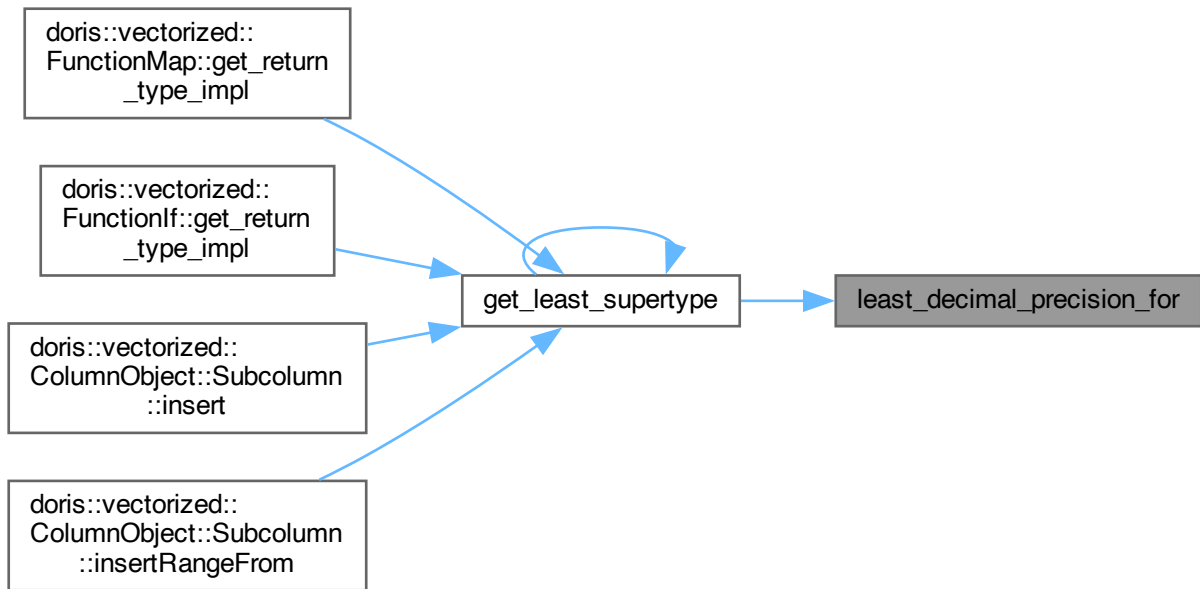 doris::vectorized::
FunctionMap::get_return
_type_impl
doris::vectorized::
FunctionIf::get_return
_type_impl
doris::vectorized::
ColumnObject::Subcolumn
::insert
doris::vectorized::
ColumnObject::Subcolumn
::insertRangeFrom
get_least_supertype
least_decimal_precision_for